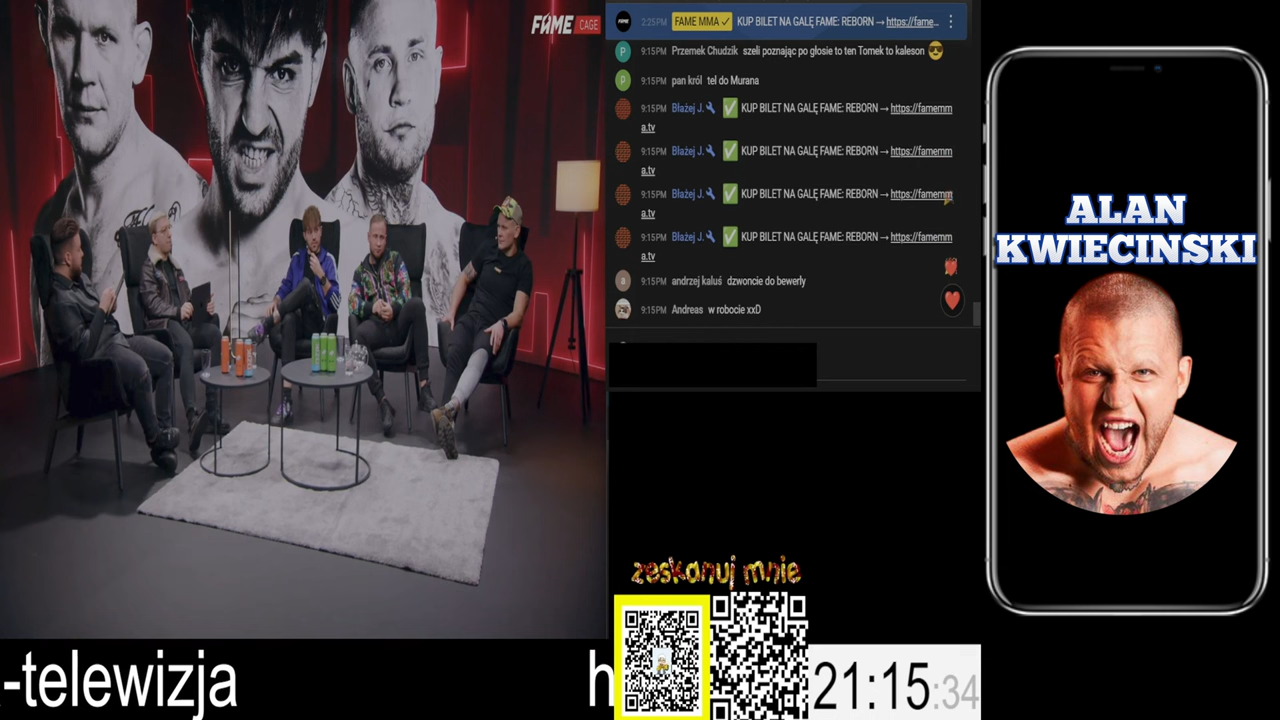 FAME CAGE
2:25PM FAME MMA ✓ KUP BILET NA GALĘ FAME: REBORN → https://fame...
P 9:15PM Przemek Chudzik szeli poznając po głosie to ten Tomek to kaleson 😎
P 9:15PM pan król tel do Murana
9:15PM Błażej J. ✅ KUP BILET NA GALĘ FAME: REBORN → https://famemm
a.tv
9:15PM Błażej J. ✅ KUP BILET NA GALĘ FAME: REBORN → https://famemm
a.tv
9:15PM Błażej J. ✅ KUP BILET NA GALĘ FAME: REBORN → https://famemm
a.tv
9:15PM Błażej J. ✅ KUP BILET NA GALĘ FAME: REBORN → https://famemm
a.tv
a 9:15PM andrzej kaluś dzwoncie do bewerly
9:15PM Andreas w robocie xxD
ALAN
KWIECINSKI
zeskanuj mnie
-telewizja
h
21:15:34